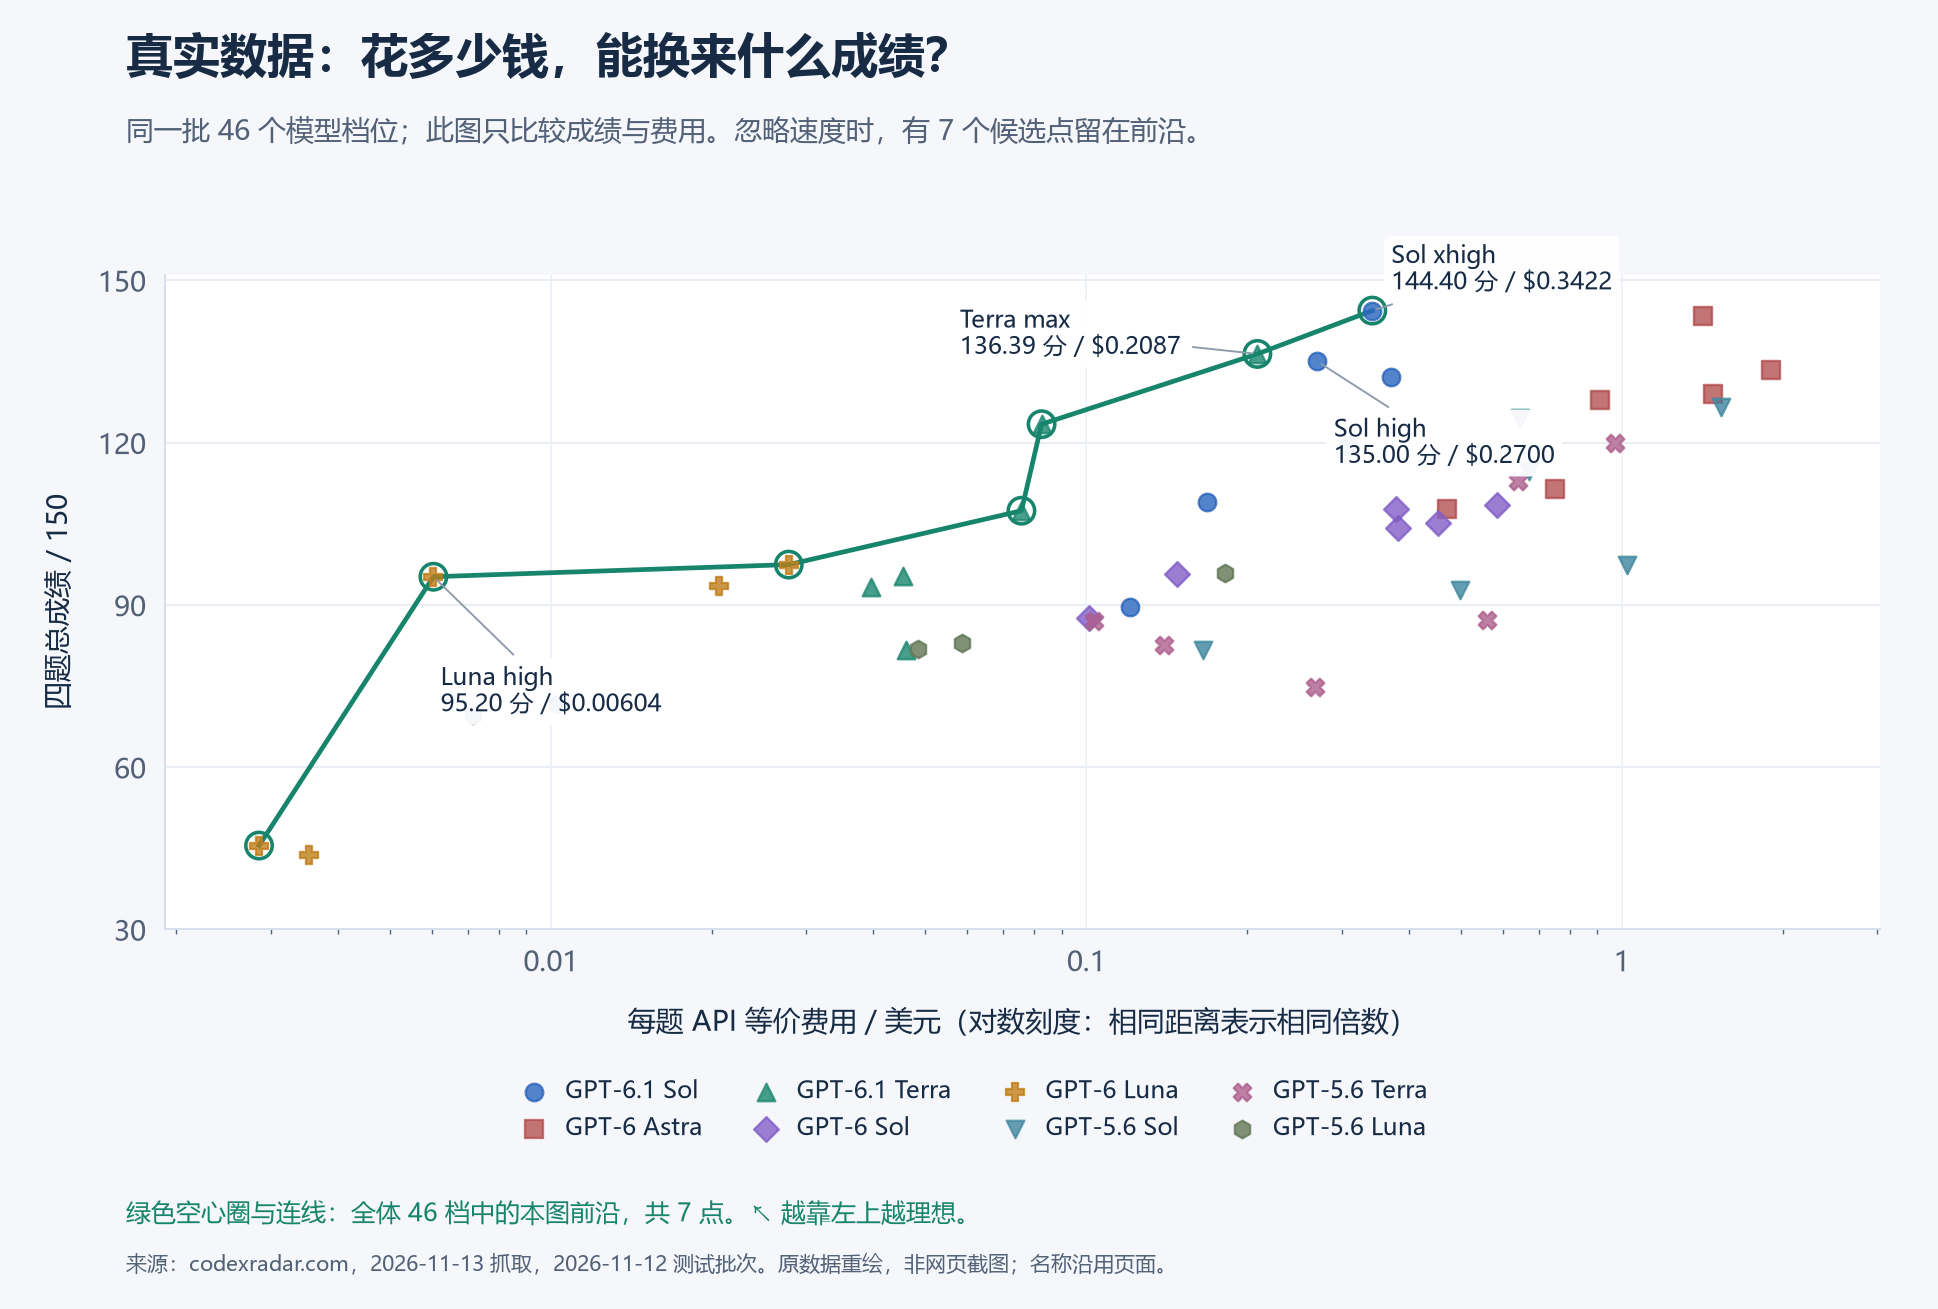 真实数据：花多少钱，能换来什么成绩？
同一批 46 个模型档位；此图只比较成绩与费用。忽略速度时，有 7 个候选点留在前沿。
Sol xhigh
144.40 分 / $0.3422
Terra max
136.39 分 / $0.2087
Sol high
135.00 分 / $0.2700
Luna high
95.20 分 / $0.00604
四题总成绩 / 150
150
120
90
60
30
0.01
0.1
1
每题 API 等价费用 / 美元（对数刻度：相同距离表示相同倍数）
GPT-6.1 Sol
GPT-6.1 Terra
GPT-6 Luna
GPT-5.6 Terra
GPT-6 Astra
GPT-6 Sol
GPT-5.6 Sol
GPT-5.6 Luna
绿色空心圈与连线：全体 46 档中的本图前沿，共 7 点。↖ 越靠左上越理想。
来源：codexradar.com，2026-11-13 抓取，2026-11-12 测试批次。原数据重绘，非网页截图；名称沿用页面。